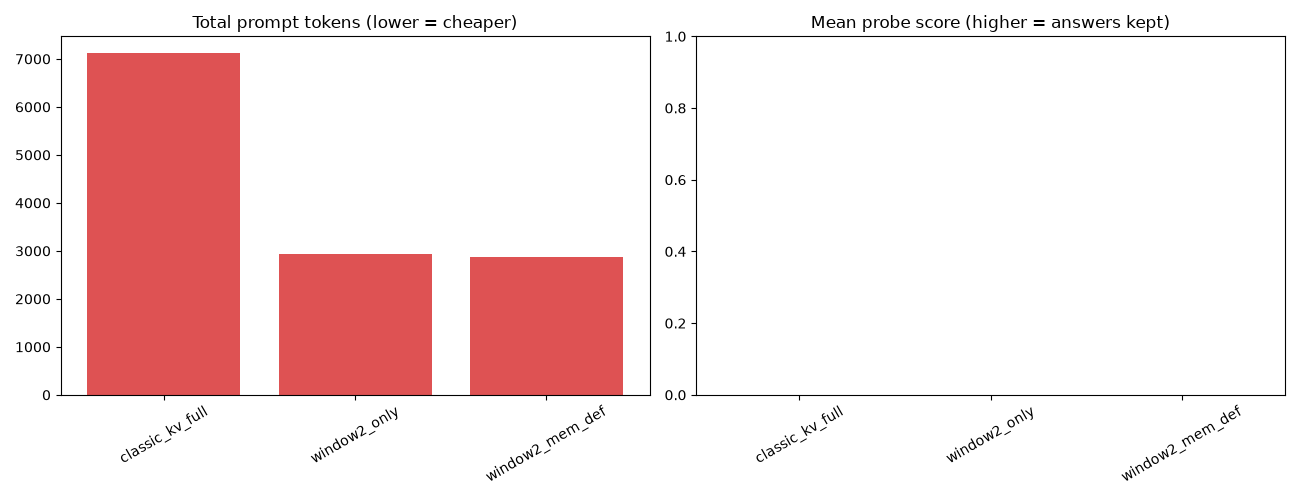 Total prompt tokens (lower = cheaper)
7000
6000
5000
4000
3000
2000
1000
0
classic_kv_full
window2_only
window2_mem_def
Mean probe score (higher = answers kept)
1.0
0.8
0.6
0.4
0.2
0.0
classic_kv_full
window2_only
window2_mem_def